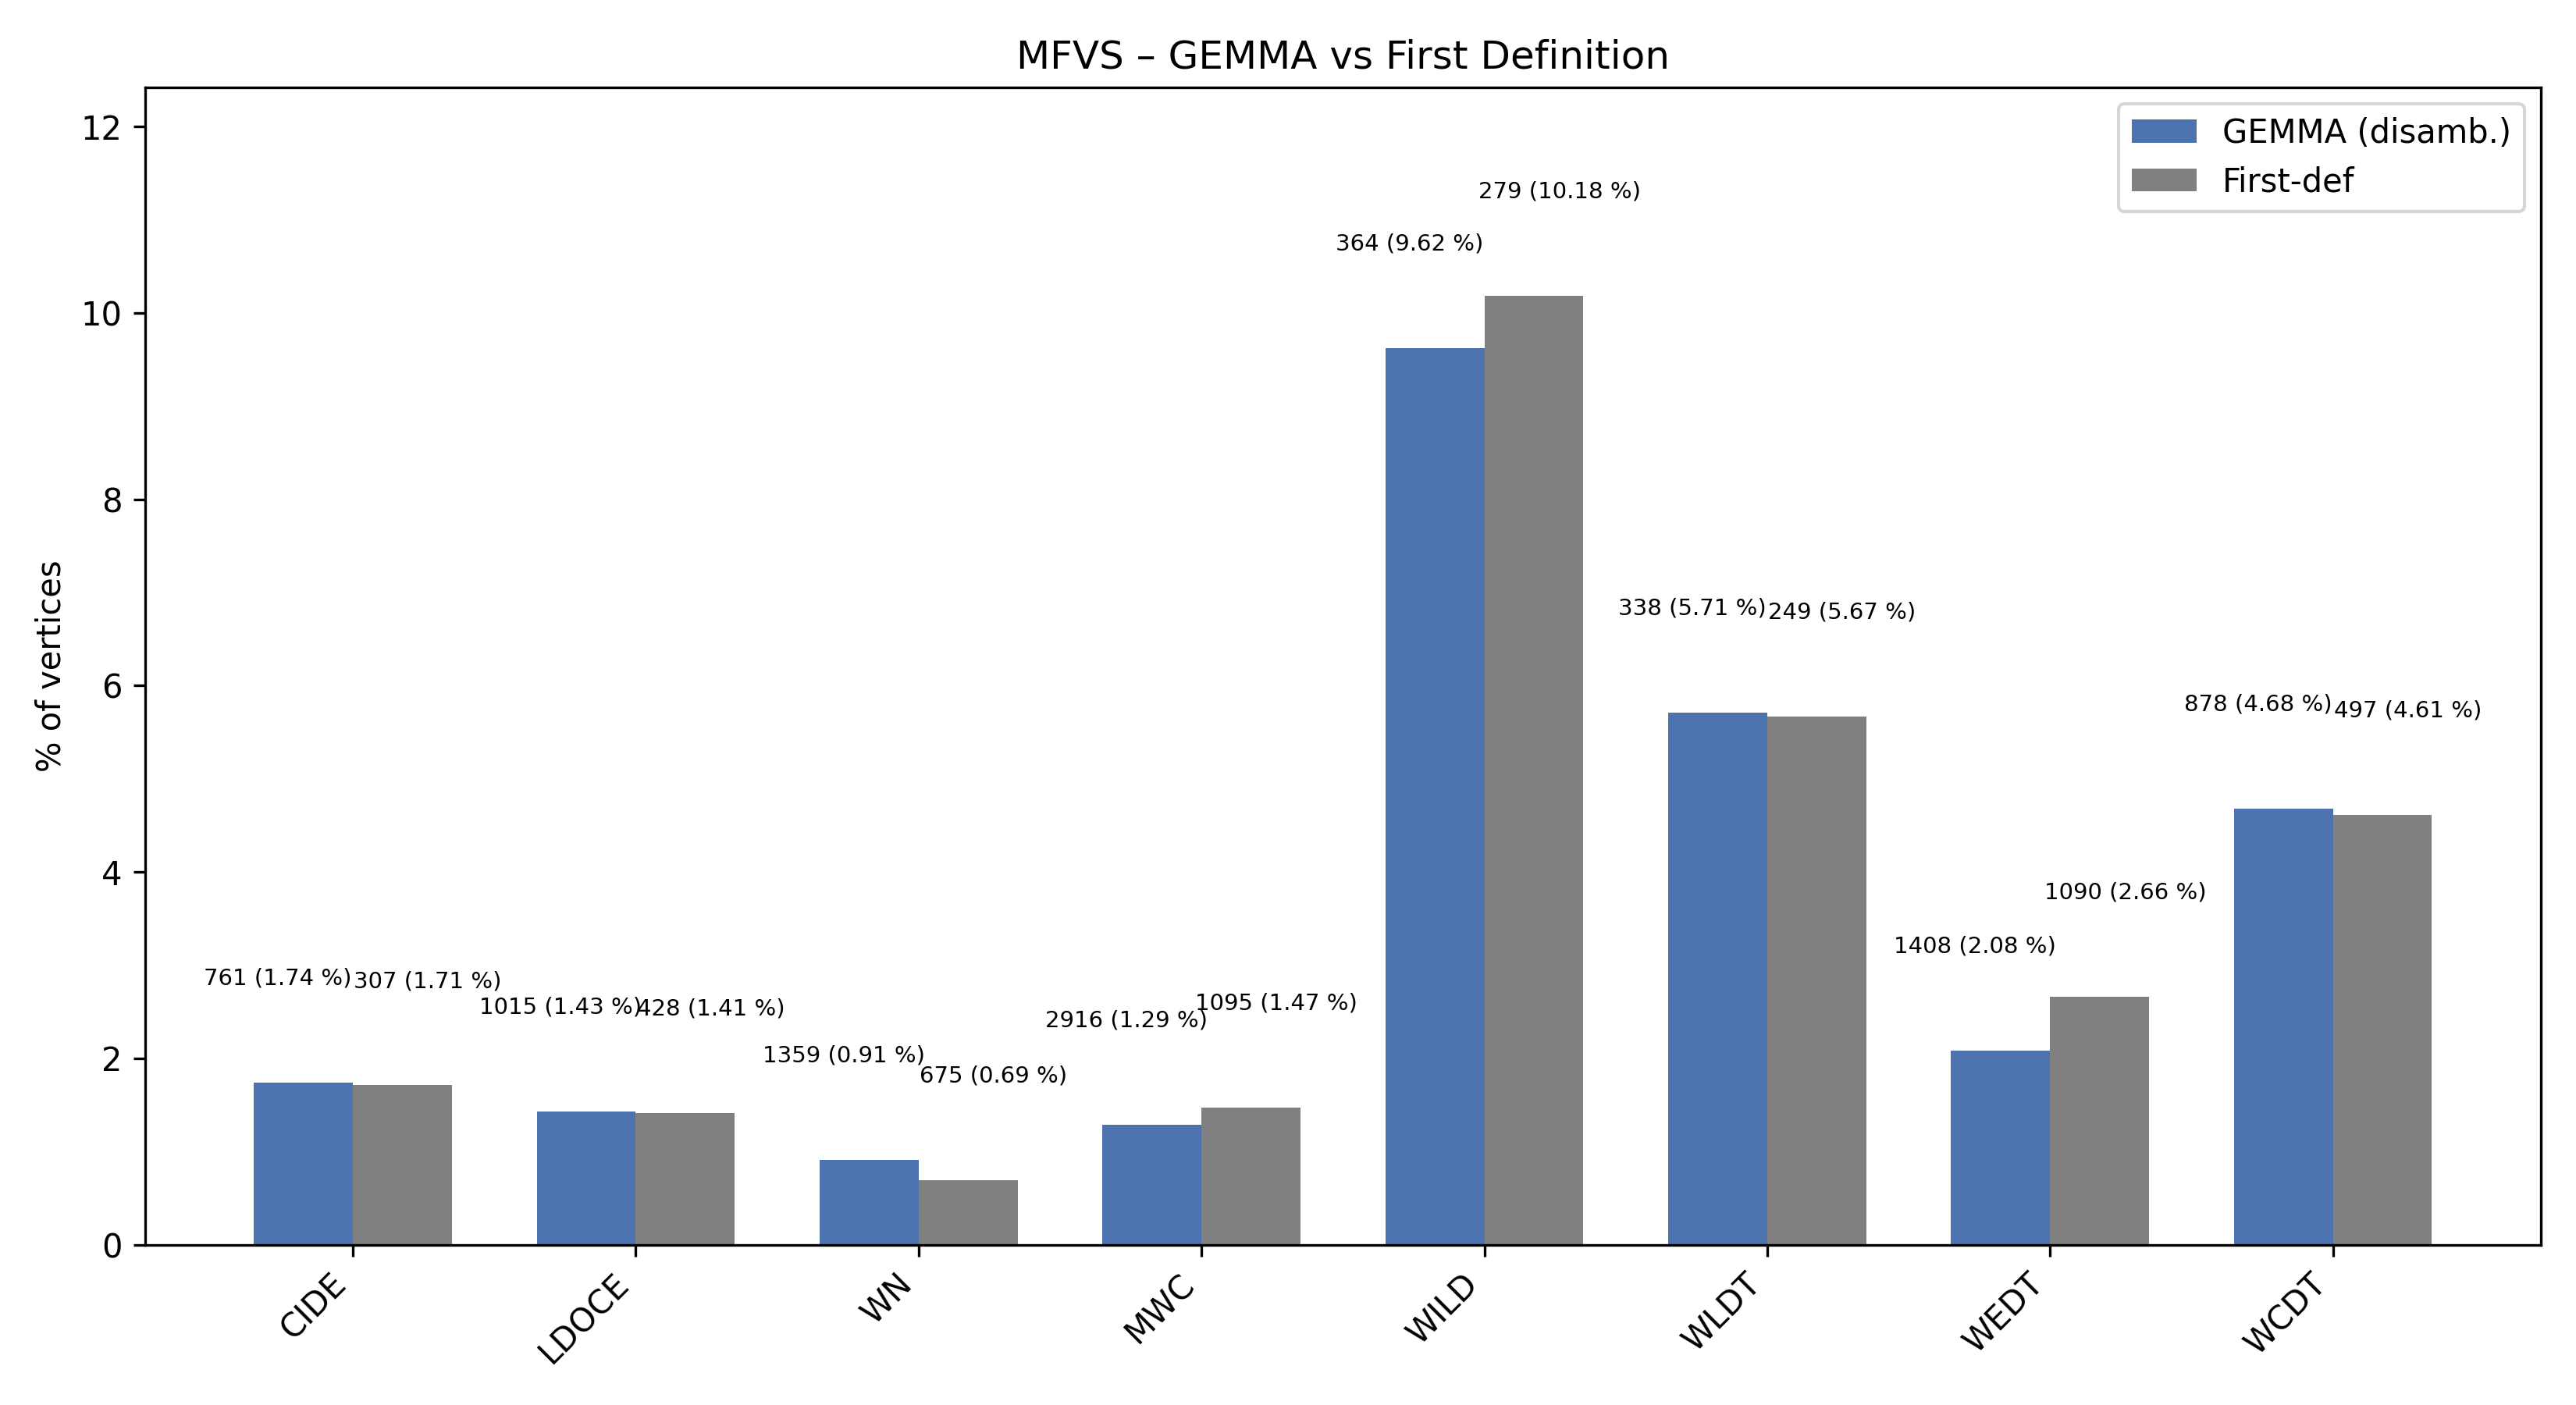 MFVS – GEMMA vs First Definition
GEMMA (disamb.)
First-def
% of vertices
12
10
8
6
4
2
0
761 (1.74 %)
307 (1.71 %)
1015 (1.43 %)
428 (1.41 %)
1359 (0.91 %)
675 (0.69 %)
2916 (1.29 %)
1095 (1.47 %)
364 (9.62 %)
279 (10.18 %)
338 (5.71 %)
249 (5.67 %)
1408 (2.08 %)
1090 (2.66 %)
878 (4.68 %)
497 (4.61 %)
CIDE
LDOCE
WN
MWC
WILD
WLDT
WEDT
WCDT